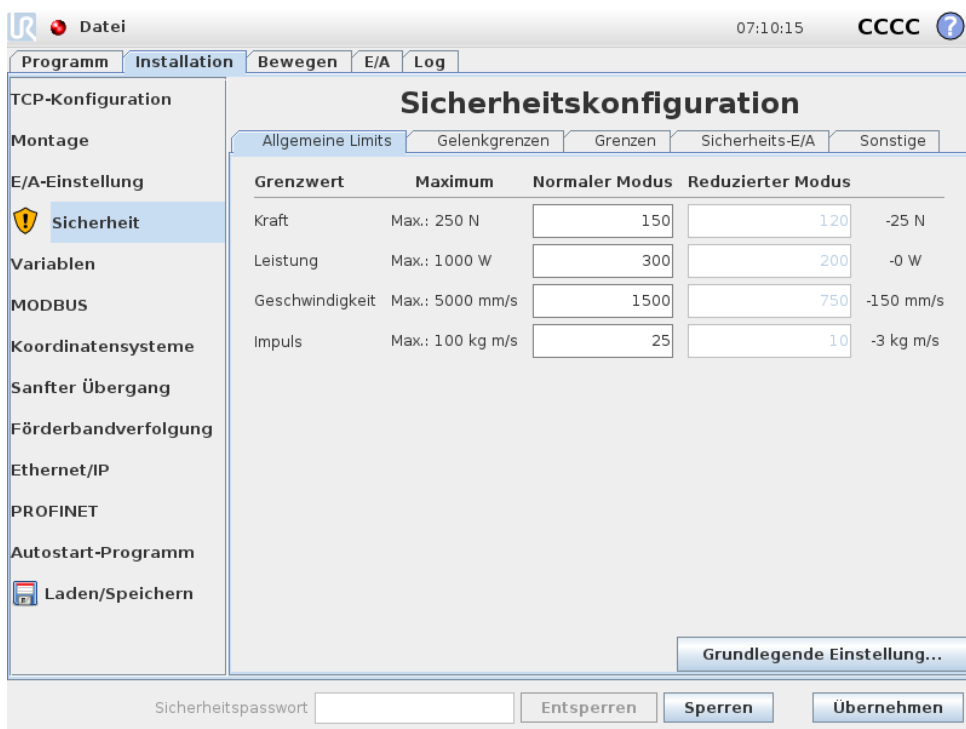 UR Datei 07:10:15 CCCC ?
Programm Installation Bewegen E/A Log
TCP-Konfiguration
Montage
E/A-Einstellung
Sicherheit
Variablen
MODBUS
Koordinatensysteme
Sanfter Übergang
Förderbandverfolgung
Ethernet/IP
PROFINET
Autostart-Programm
Laden/Speichern
Sicherheitskonfiguration
Allgemeine Limits Gelenkgrenzen Grenzen Sicherheits-E/A Sonstige
Grenzwert Maximum Normaler Modus Reduzierter Modus
Kraft Max.: 250 N 150 120 -25 N
Leistung Max.: 1000 W 300 200 -0 W
Geschwindigkeit Max.: 5000 mm/s 1500 750 -150 mm/s
Impuls Max.: 100 kg m/s 25 10 -3 kg m/s
Grundlegende Einstellung...
Sicherheitspasswort Entsperren Sperren Übernehmen